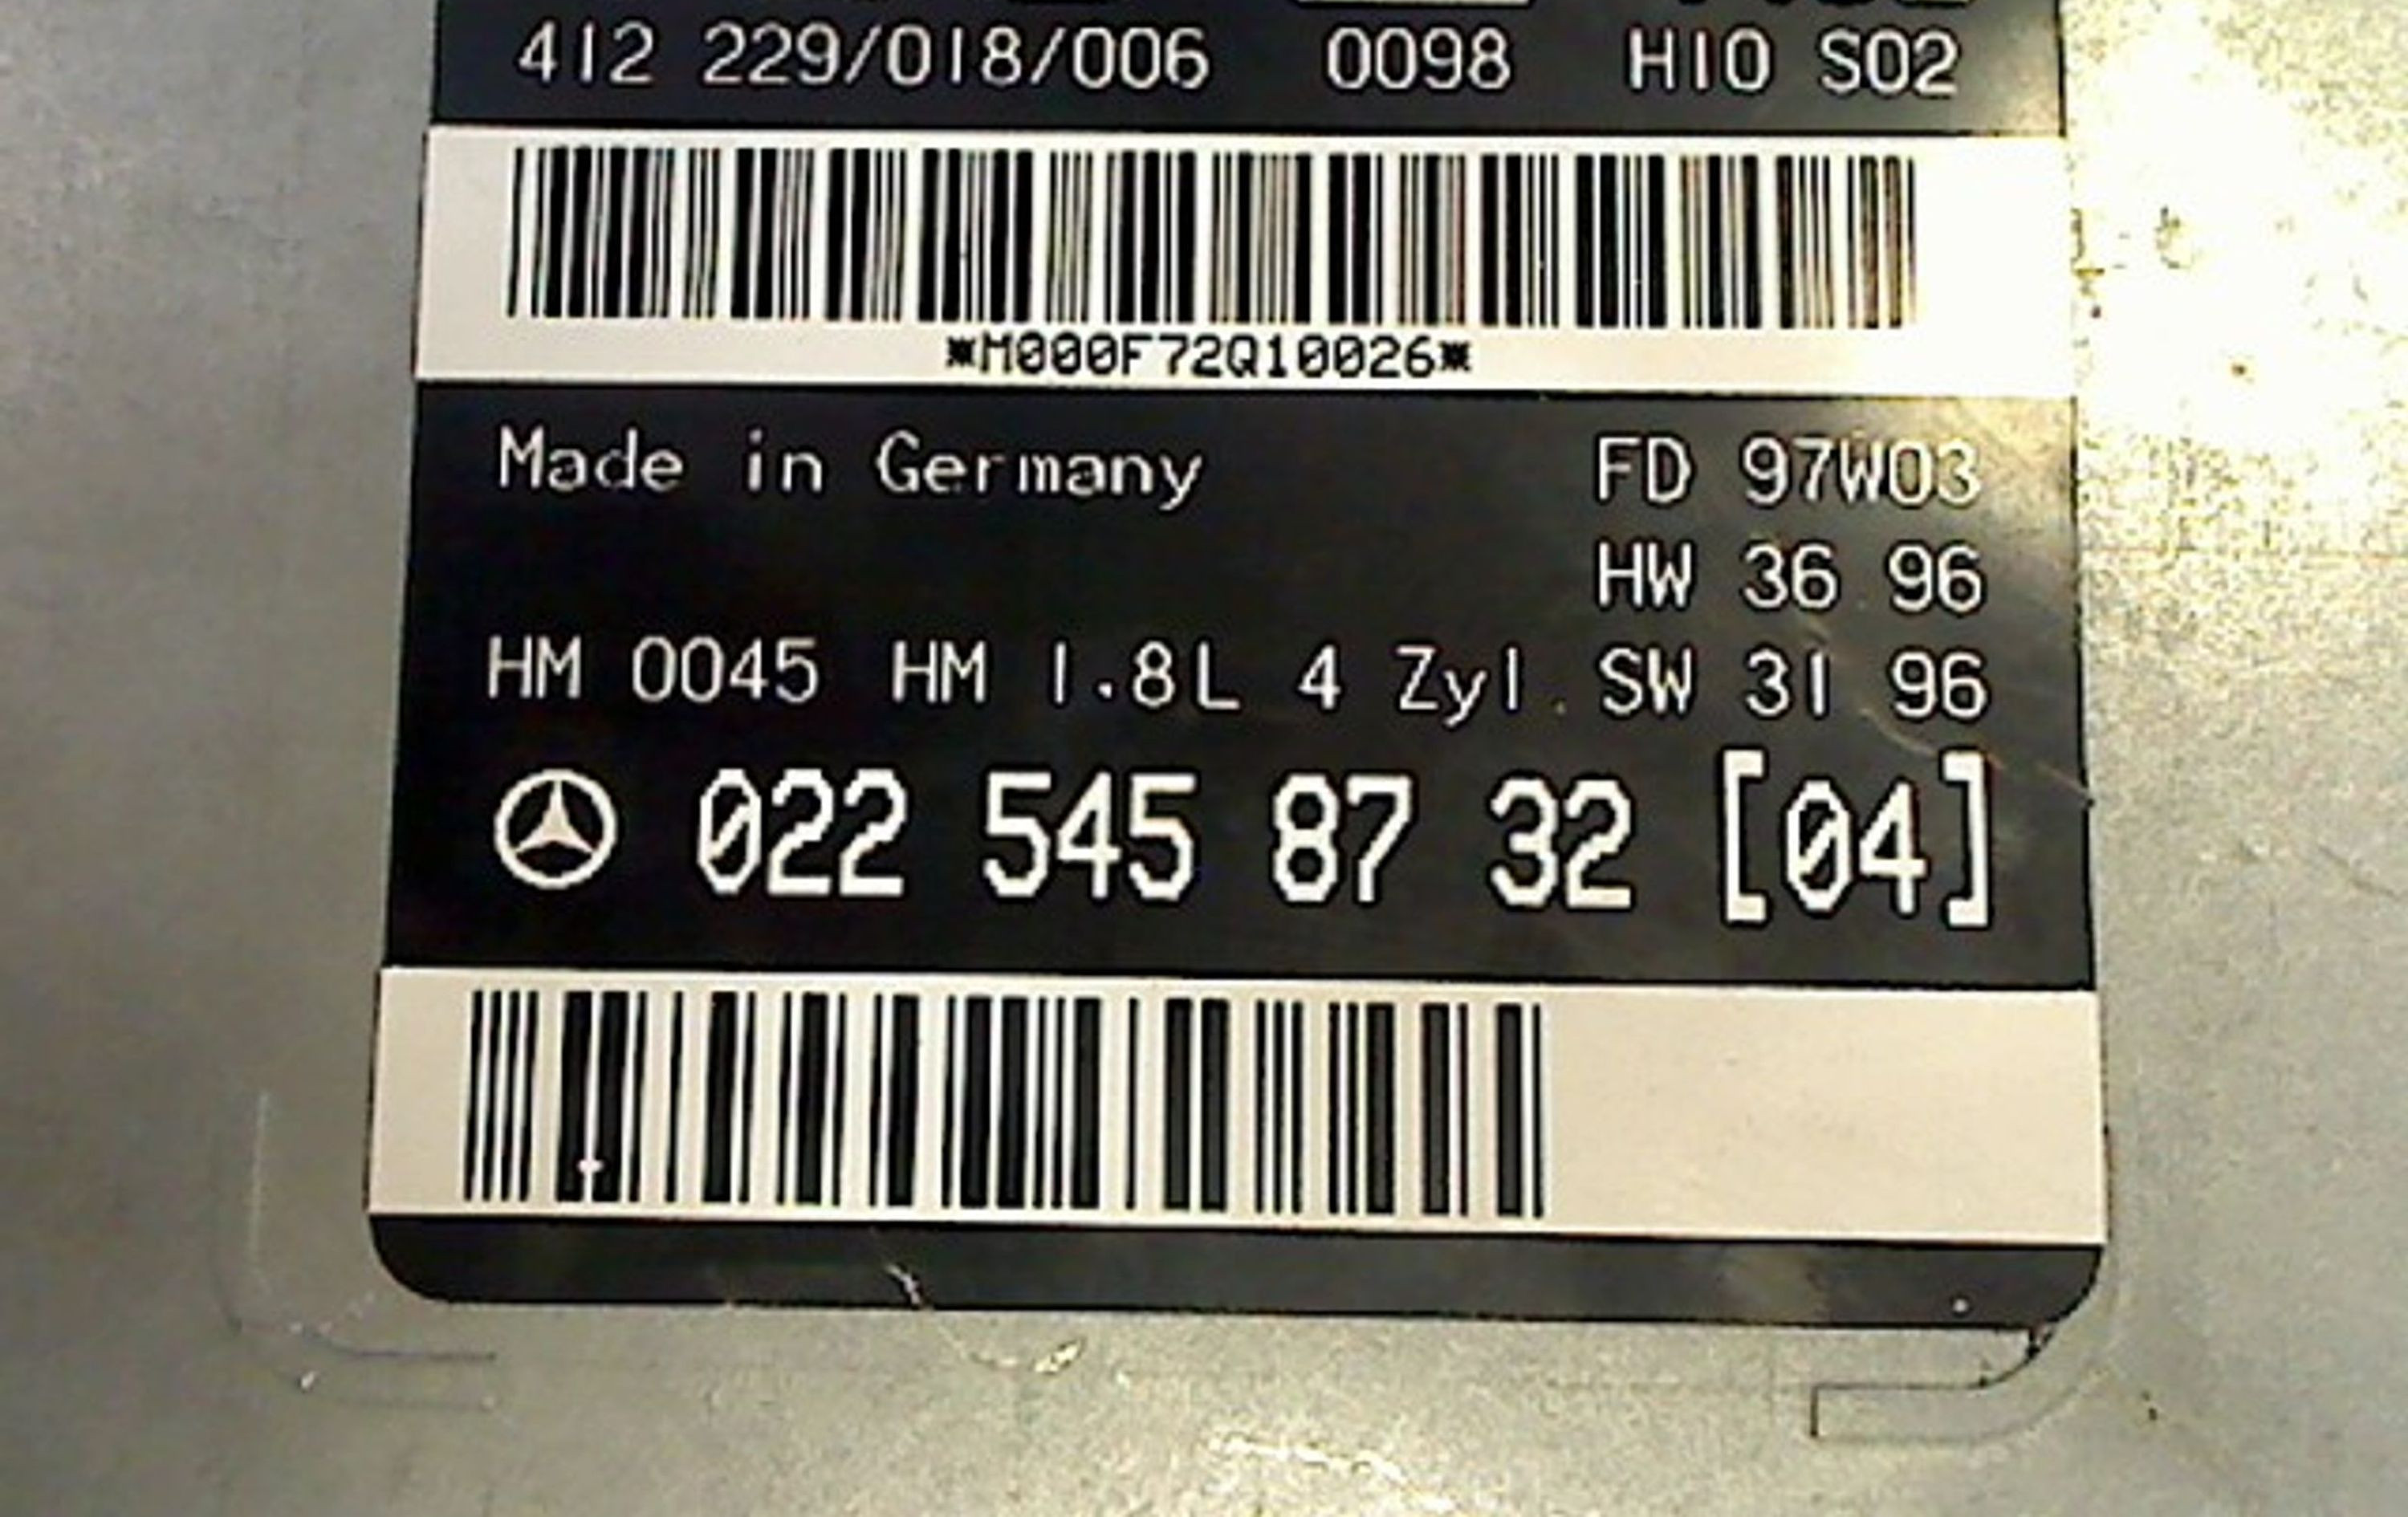 412 229/018/006 0098 H10 S02
*M000F72Q10026*
Made in Germany FD 97W03
HW 36 96
HM 0045 HM 1.8L 4 Zyl. SW 31 96
022 545 87 32 [04]